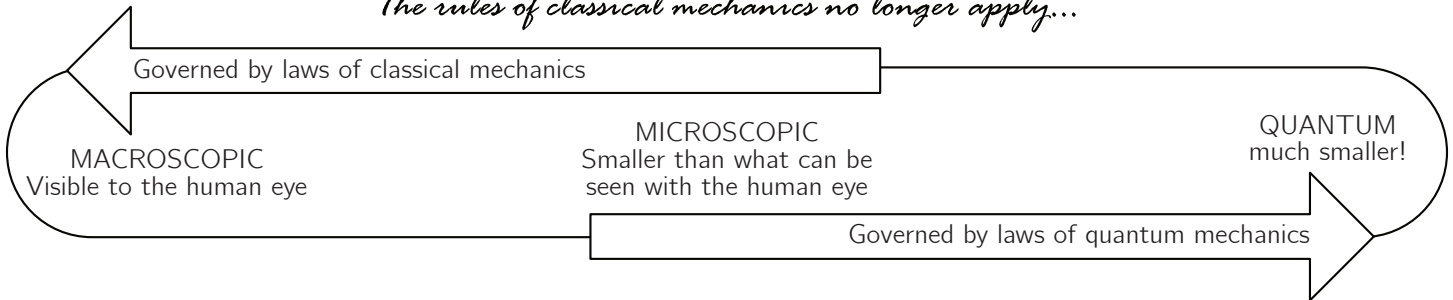 The rules of classical mechanics no longer apply...
Governed by laws of classical mechanics
MACROSCOPIC
Visible to the human eye
MICROSCOPIC
Smaller than what can be
seen with the human eye
QUANTUM
much smaller!
Governed by laws of quantum mechanics